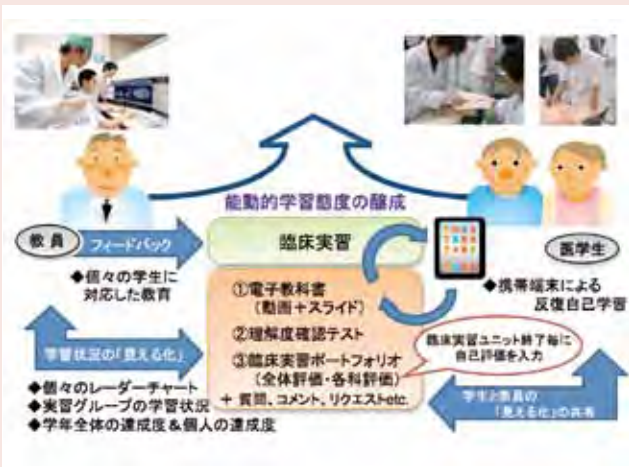 能動的学習態度の醸成
教員
フィードバック
臨床実習
医学生
◆個々の学生に
対応した教育
①電子教科書
(動画+スライド)
②理解度確認テスト
③臨床実習ポートフォリオ
(全体評価・各科評価)
+ 質問、コメント、リクエストetc.
◆携帯端末による
反復自己学習
臨床実習ユニット終了毎に
自己評価を入力
学習状況の「見える化」
◆個々のレーダーチャート
◆実習グループの学習状況
◆学年全体の達成度&個人の達成度
学生と教員の
「見える化」の共有